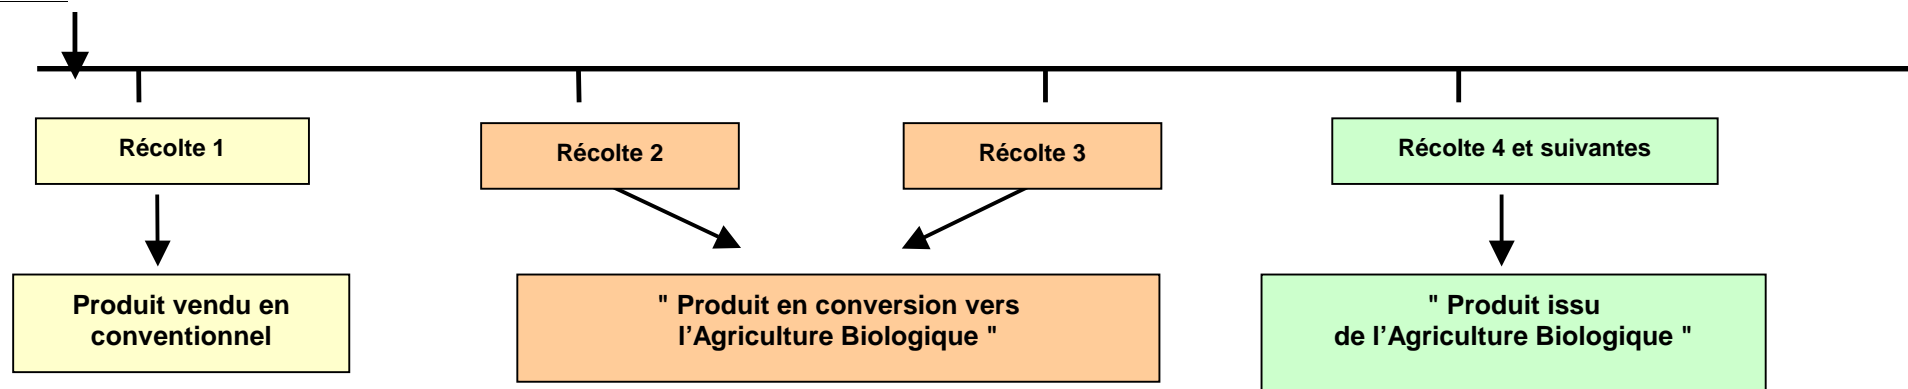 Récolte 1
Récolte 2
Récolte 3
Récolte 4 et suivantes
Produit vendu en
conventionnel
" Produit en conversion vers
l’Agriculture Biologique "
" Produit issu
de l’Agriculture Biologique "